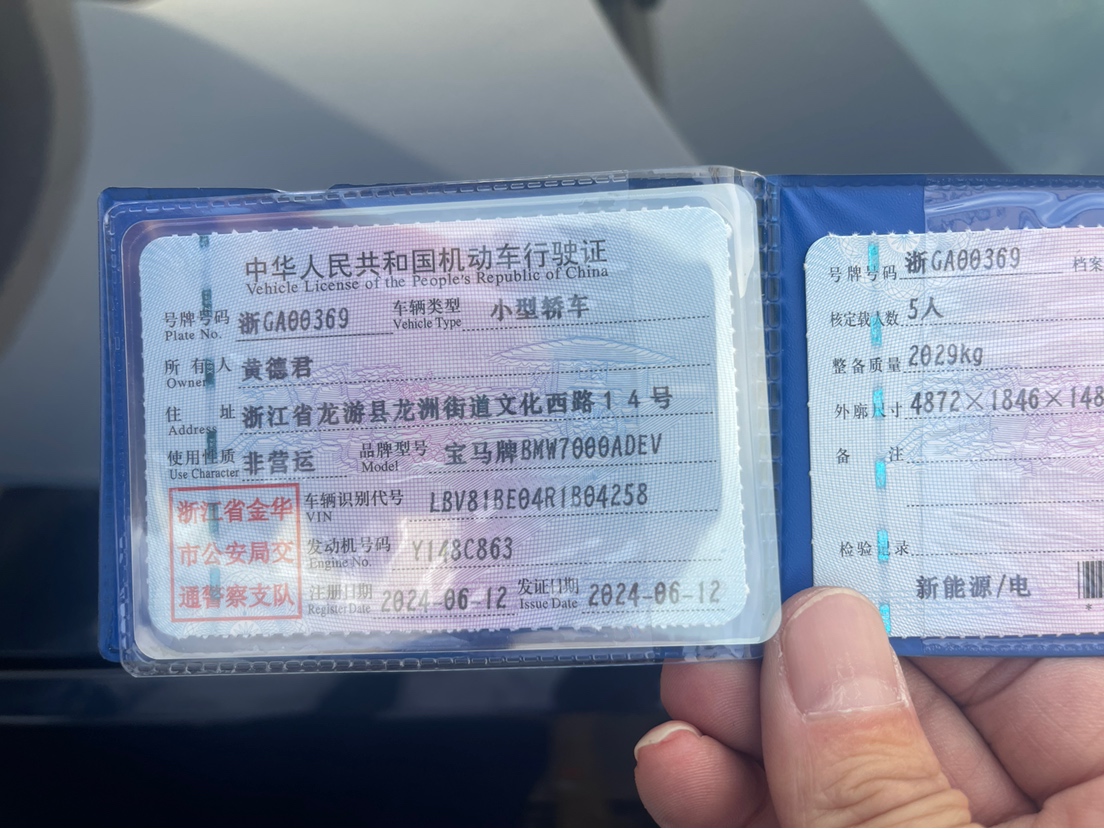 中华人民共和国机动车行驶证
Vehicle License of the People's Republic of China
号牌号码 浙GA00369 车辆类型 小型轿车
Plate No. Vehicle Type
所有人 黄德君
Owner
住址 浙江省龙游县龙洲街道文化西路14号
Address
使用性质 非营运 品牌型号 宝马牌BMW7000ADEV
Use Character Model
浙江省金华
市公安局交
通警察支队
车辆识别代号 LBV81BE04R1B04258
VIN
发动机号码 Y148C863
Engine No.
注册日期 2024-06-12 发证日期 2024-06-12
Register Date Issue Date
号牌号码 浙GA00369 档案
核定载人数 5人
整备质量 2029kg
外廓尺寸 4872×1846×148
备注
检验记录
新能源/电
*